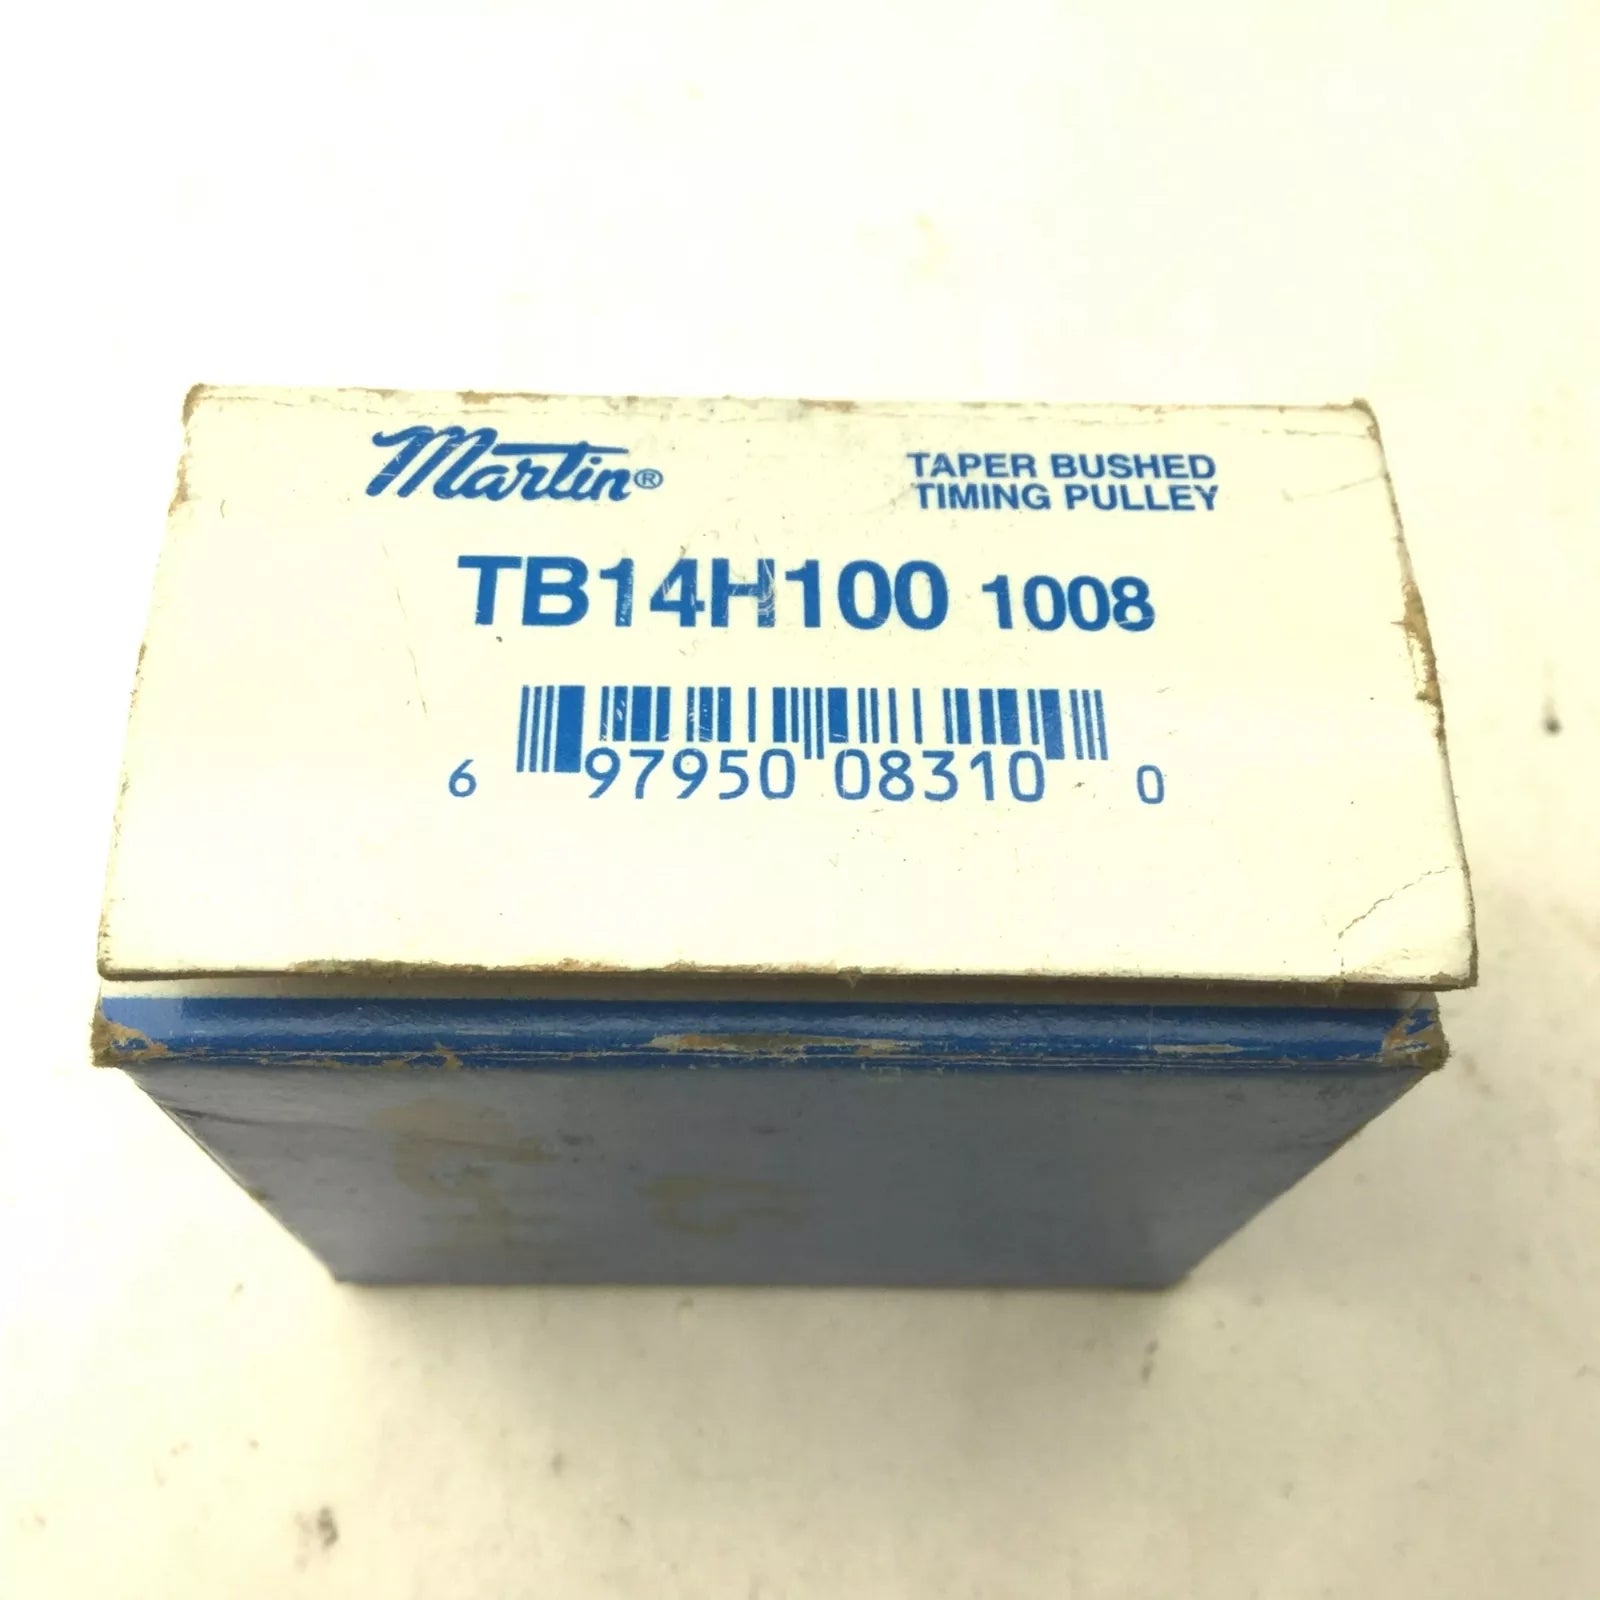 Martin®
TAPER BUSHED
TIMING PULLEY
TB14H100 1008
6 97950 08310 0